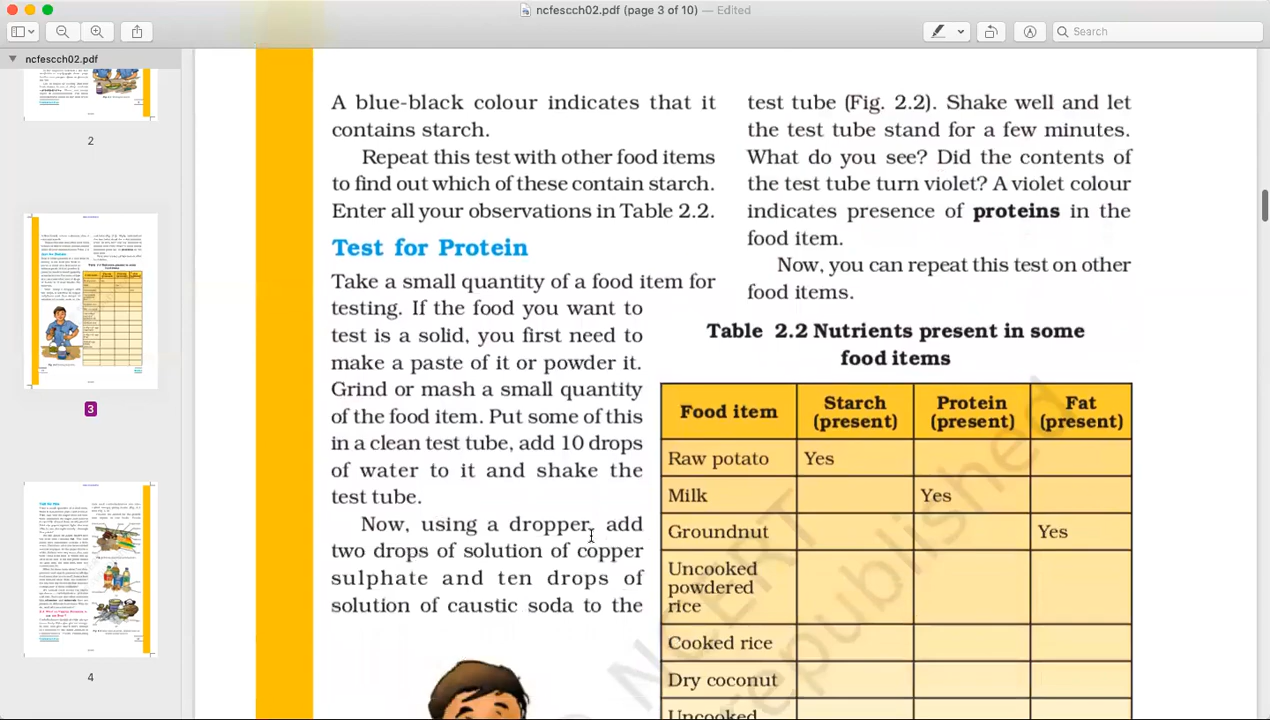 ncfescch02.pdf (page 3 of 10) — Edited
Search
ncfescch02.pdf
2
3
4
A blue-black colour indicates that it
contains starch.
Repeat this test with other food items
to find out which of these contain starch.
Enter all your observations in Table 2.2.
Test for Protein
Take a small quantity of a food item for
testing. If the food you want to
test is a solid, you first need to
make a paste of it or powder it.
Grind or mash a small quantity
of the food item. Put some of this
in a clean test tube, add 10 drops
of water to it and shake the
test tube.
Now, using a dropper, add
two drops of solution of copper
sulphate and ten drops of
solution of caustic soda to the
test tube (Fig. 2.2). Shake well and let
the test tube stand for a few minutes.
What do you see? Did the contents of
the test tube turn violet? A violet colour
indicates presence of proteins in the
food item.
Now, you can repeat this test on other
food items.
Table 2.2 Nutrients present in some
food items
Food item Starch (present) Protein (present) Fat (present)
Raw potato Yes
Milk Yes
Groundnut Yes
Uncooked
powdered
rice
Cooked rice
Dry coconut
Uncooked
republished